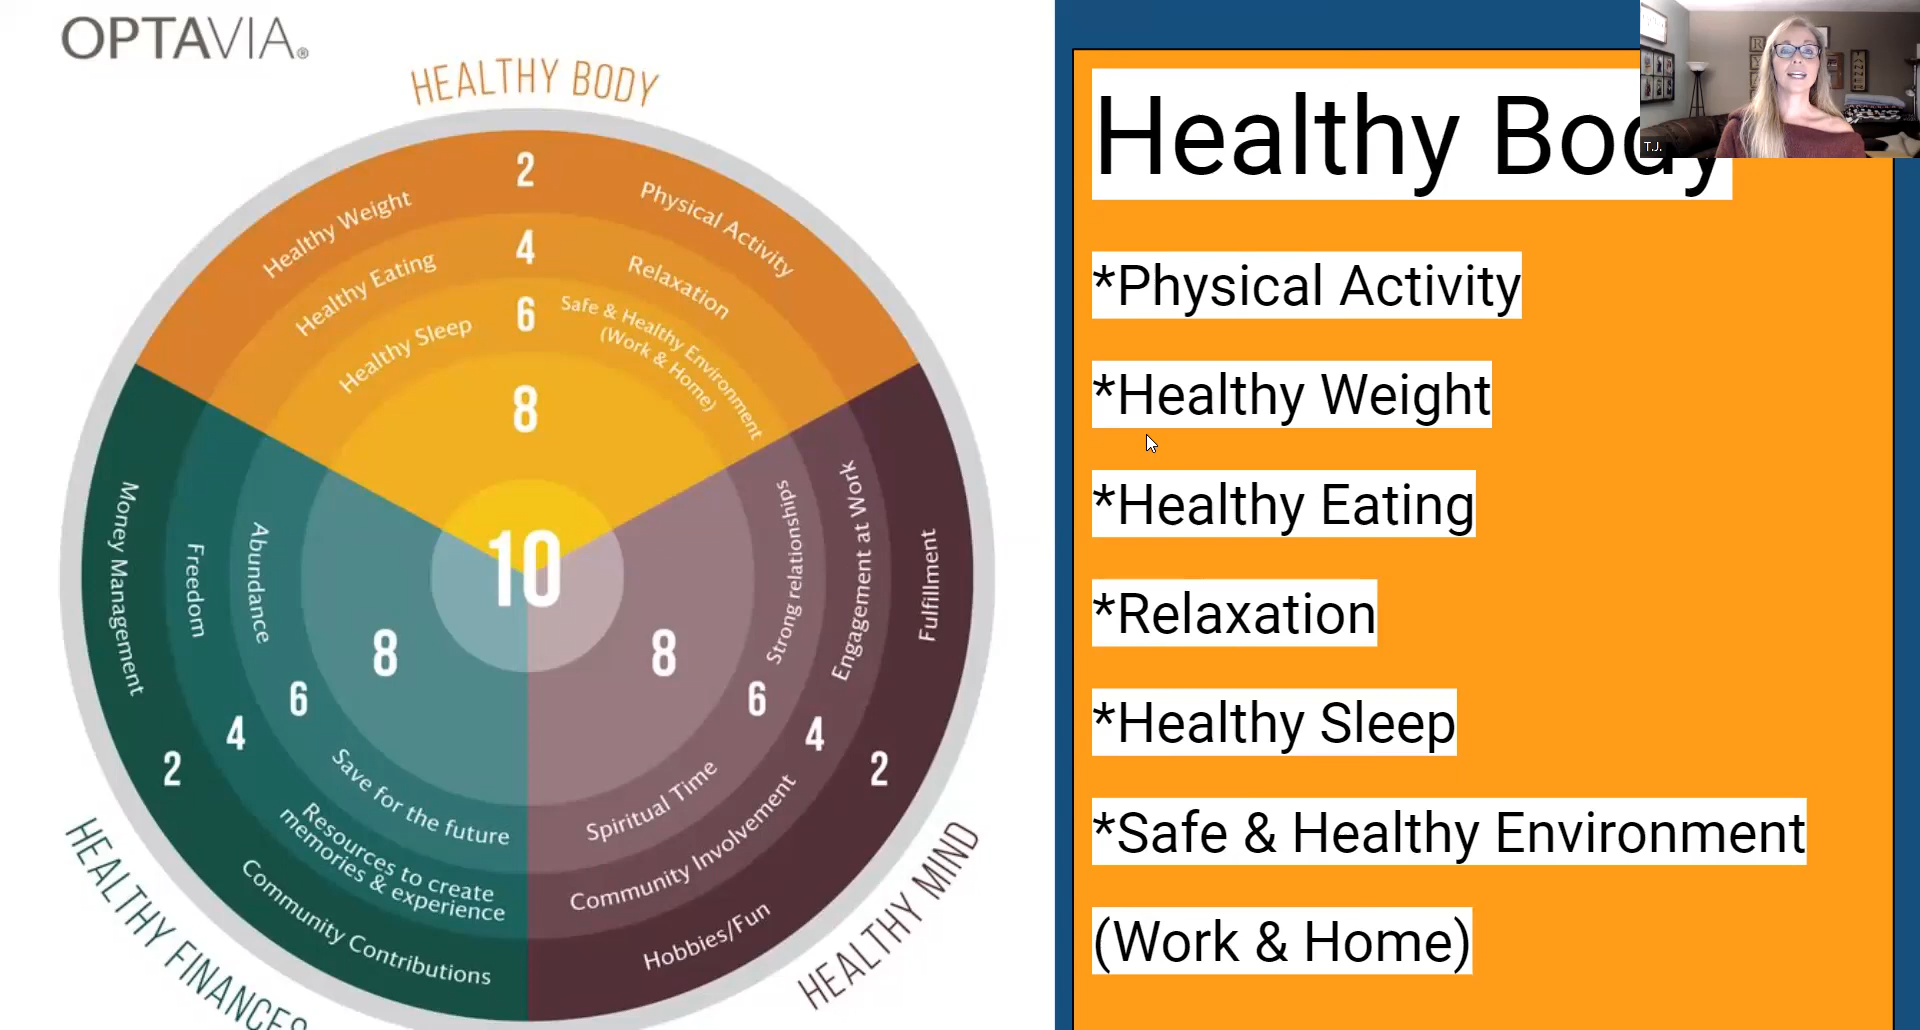 OPTAVIA®
HEALTHY BODY
2
Healthy Weight
Physical Activity
4
Healthy Eating
Relaxation
6
Healthy Sleep
Safe & Healthy Environment
(Work & Home)
8
10
Money Management
Freedom
Abundance
8
6
4
2
Save for the future
Resources to create
memories & experience
Community Contributions
HEALTHY FINANCES
Strong relationships
Engagement at Work
Fulfillment
8
6
4
2
Spiritual Time
Community Involvement
Hobbies/Fun
HEALTHY MIND
Healthy Body
*Physical Activity
*Healthy Weight
*Healthy Eating
*Relaxation
*Healthy Sleep
*Safe & Healthy Environment
(Work & Home)
T.J.